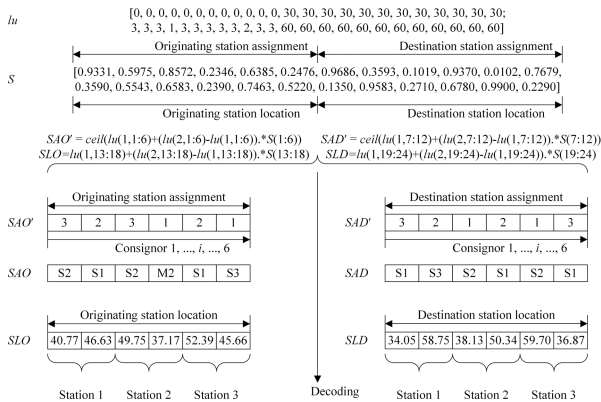 lu
[0, 0, 0, 0, 0, 0, 0, 0, 0, 0, 0, 0, 30, 30, 30, 30, 30, 30, 30, 30, 30, 30, 30, 30;
3, 3, 3, 1, 3, 3, 3, 3, 3, 2, 3, 3, 60, 60, 60, 60, 60, 60, 60, 60, 60, 60, 60, 60]
Originating station assignment Destination station assignment
S
[0.9331, 0.5975, 0.8572, 0.2346, 0.6385, 0.2476, 0.9686, 0.3593, 0.1019, 0.9370, 0.0102, 0.7679,
0.3590, 0.5543, 0.6583, 0.2390, 0.7463, 0.5220, 0.1350, 0.9583, 0.2710, 0.6780, 0.9900, 0.2290]
Originating station location Destination station location
SAO' = ceil(lu(1,1:6)+(lu(2,1:6)-lu(1,1:6)).*S(1:6)) SAD' = ceil(lu(1,7:12)+(lu(2,7:12)-lu(1,7:12)).*S(7:12))
SLO=lu(1,13:18)+(lu(2,13:18)-lu(1,13:18)).*S(13:18) SLD=lu(1,19:24)+(lu(2,19:24)-lu(1,19:24)).*S(19:24)
Originating station assignment Destination station assignment
SAO' 3 2 3 1 2 1 SAD' 3 2 1 2 1 3
Consignor 1, ..., i, ..., 6 Consignor 1, ..., i, ..., 6
SAO S2 S1 S2 M2 S1 S3 SAD S1 S3 S2 S1 S2 S1
Originating station location Destination station location
SLO 40.77 46.63 49.75 37.17 52.39 45.66 SLD 34.05 58.75 38.13 50.34 59.70 36.87
Station 1 Station 2 Station 3 Decoding Station 1 Station 2 Station 3